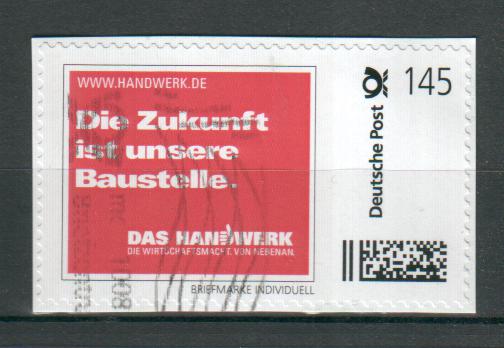 WWW.HANDWERK.DE
Die Zukunft
ist unsere
Baustelle.
DAS HANDWERK
DIE WIRTSCHAFTSMACHT. VON NEBENAN.
BRIEFMARKE INDIVIDUELL
Deutsche Post
145